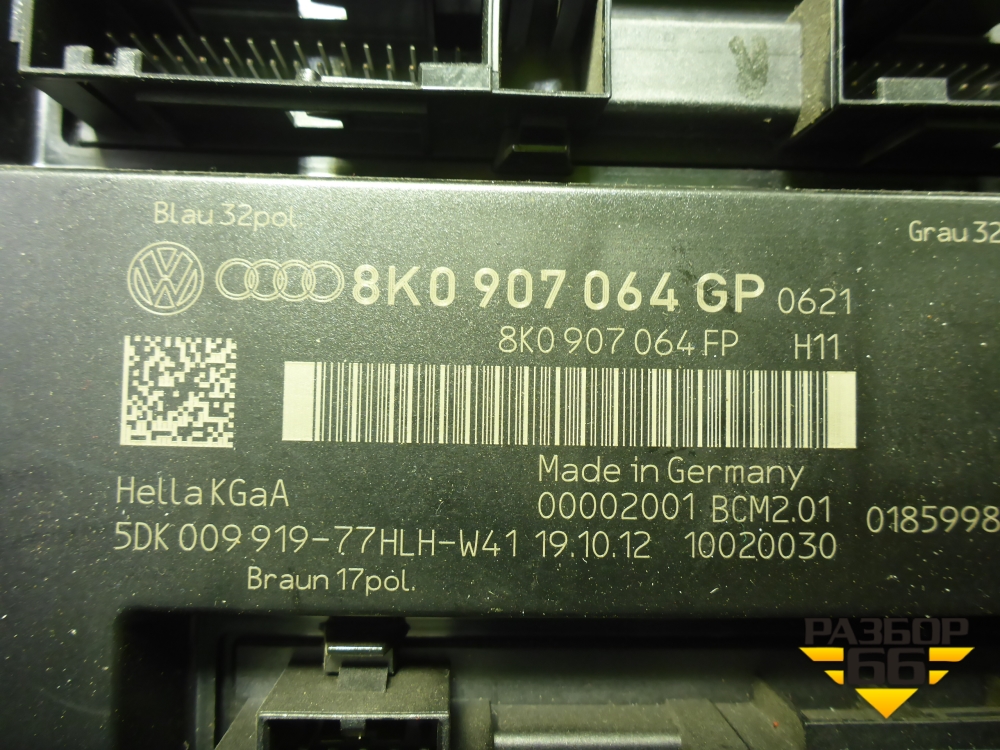 Blau 32pol.
Grau 32
8K0 907 064 GP 0621
8K0 907 064 FP H11
Made in Germany
Hella KGaA
00002001 BCM2.01
0185998
5DK 009 919-77HLH-W41 19.10.12 10020030
Braun 17pol.
РАЗБОР
66